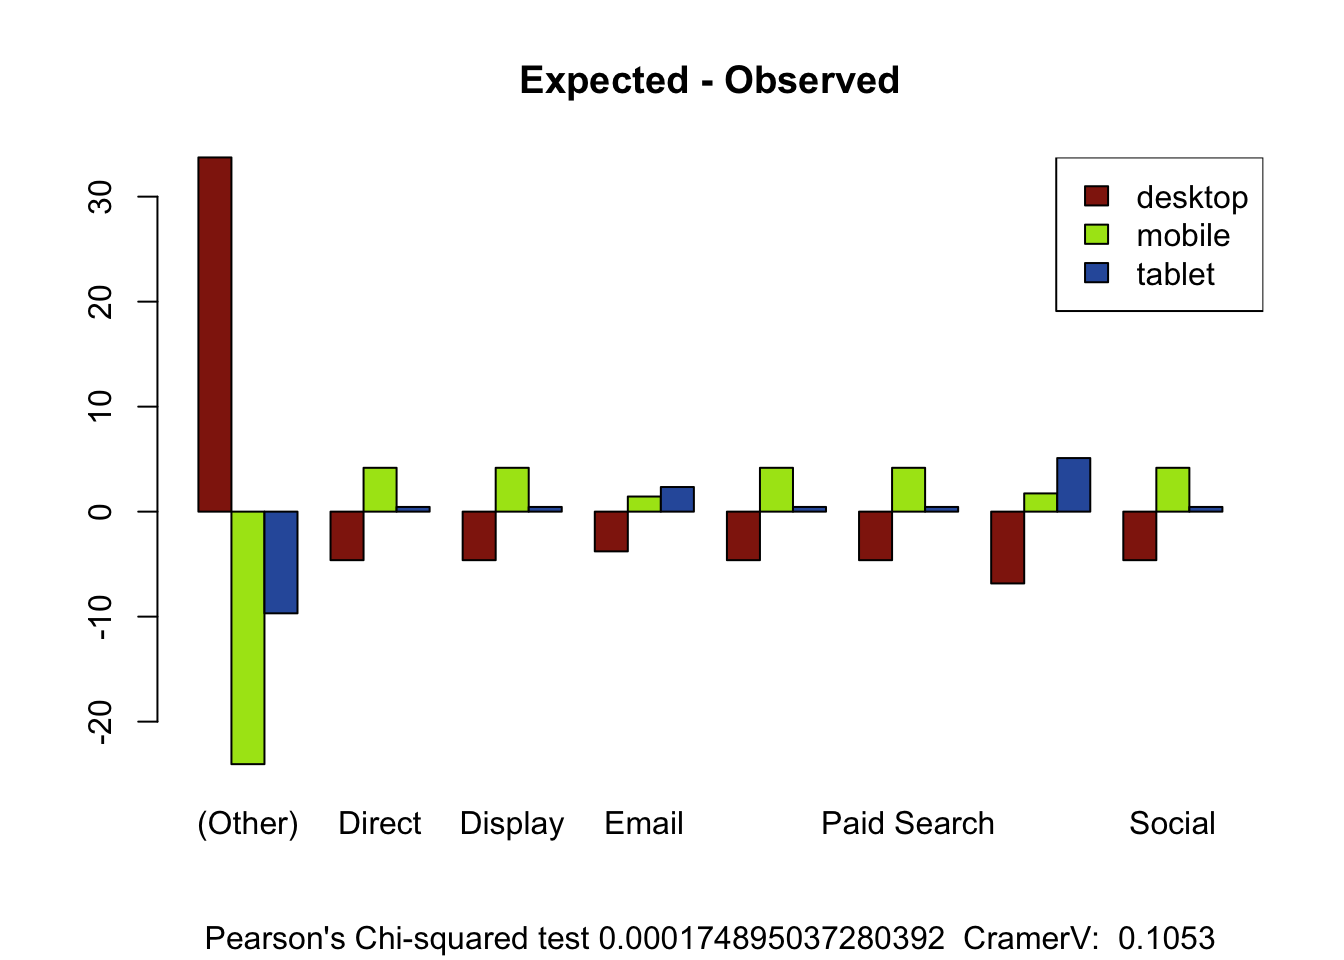 Expected - Observed
desktop
mobile
tablet
30
20
10
0
-10
-20
(Other) Direct Display Email Paid Search Social
Pearson's Chi-squared test 0.000174895037280392 CramerV: 0.1053